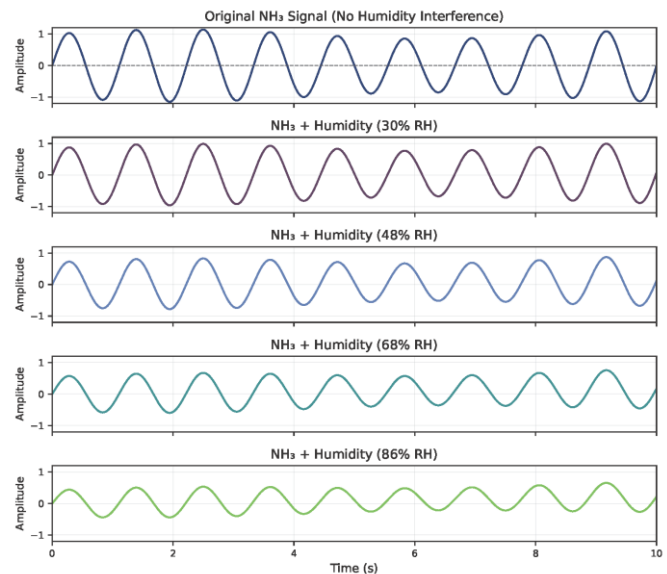 Original NH₃ Signal (No Humidity Interference)
1
0
−1
Amplitude
NH₃ + Humidity (30% RH)
1
0
−1
Amplitude
NH₃ + Humidity (48% RH)
1
0
−1
Amplitude
NH₃ + Humidity (68% RH)
1
0
−1
Amplitude
NH₃ + Humidity (86% RH)
1
0
−1
Amplitude
0 2 4 6 8 10
Time (s)